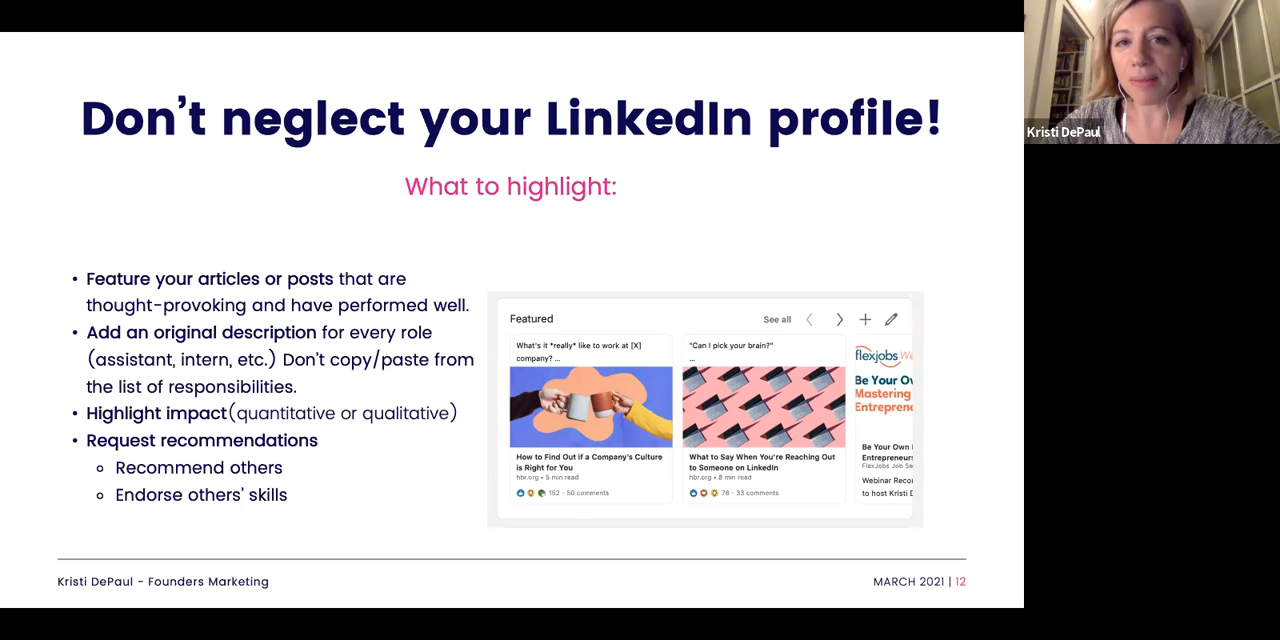 Don't neglect your LinkedIn profile!
What to highlight:
• Feature your articles or posts that are
thought-provoking and have performed well.
• Add an original description for every role
(assistant, intern, etc.) Don't copy/paste from
the list of responsibilities.
• Highlight impact(quantitative or qualitative)
• Request recommendations
Recommend others
Endorse others' skills
Featured
See all
What's it *really* like to work at [X]
company? ...
How to Find Out if a Company's Culture
is Right for You
hbr.org • 5 min read
152 · 50 comments
"Can I pick your brain?"
...
What to Say When You're Reaching Out
to Someone on LinkedIn
hbr.org • 8 min read
78 · 33 comments
flexjobs We
Be Your Ow
Mastering
Entreprene
Be Your Own
Entrepreneurs
FlexJobs Job Se
Webinar Recor
to host Kristi D
Kristi DePaul - Founders Marketing
MARCH 2021 | 12
Kristi DePaul